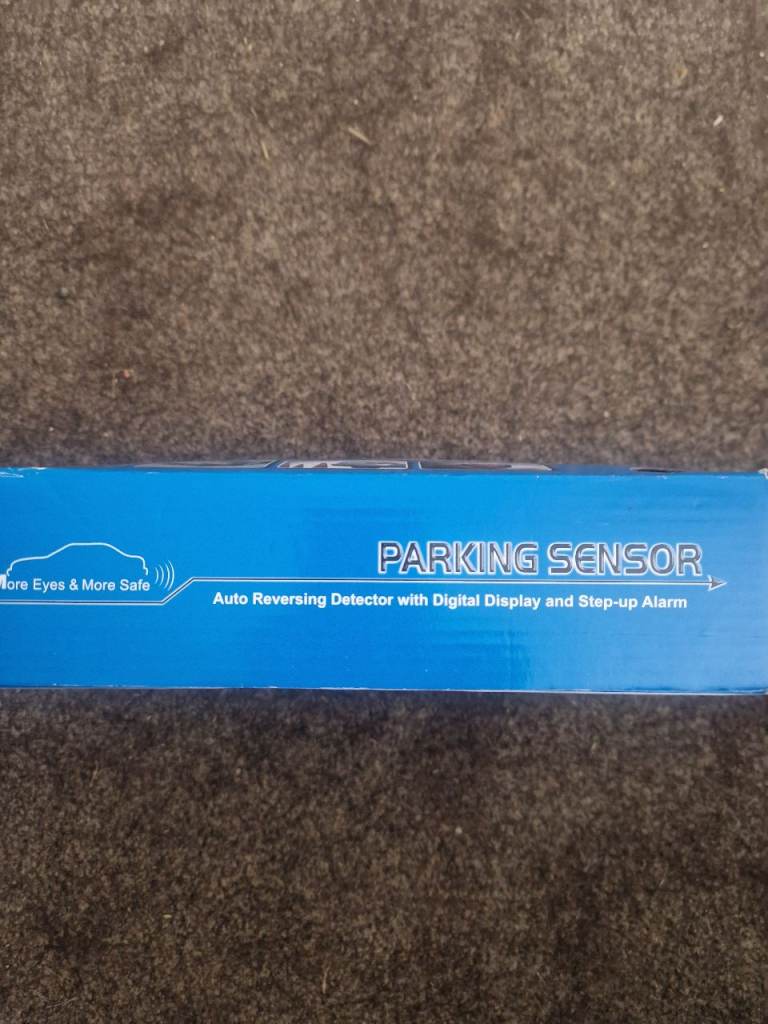 PARKING SENSOR
More Eyes & More Safe
Auto Reversing Detector with Digital Display and Step-up Alarm